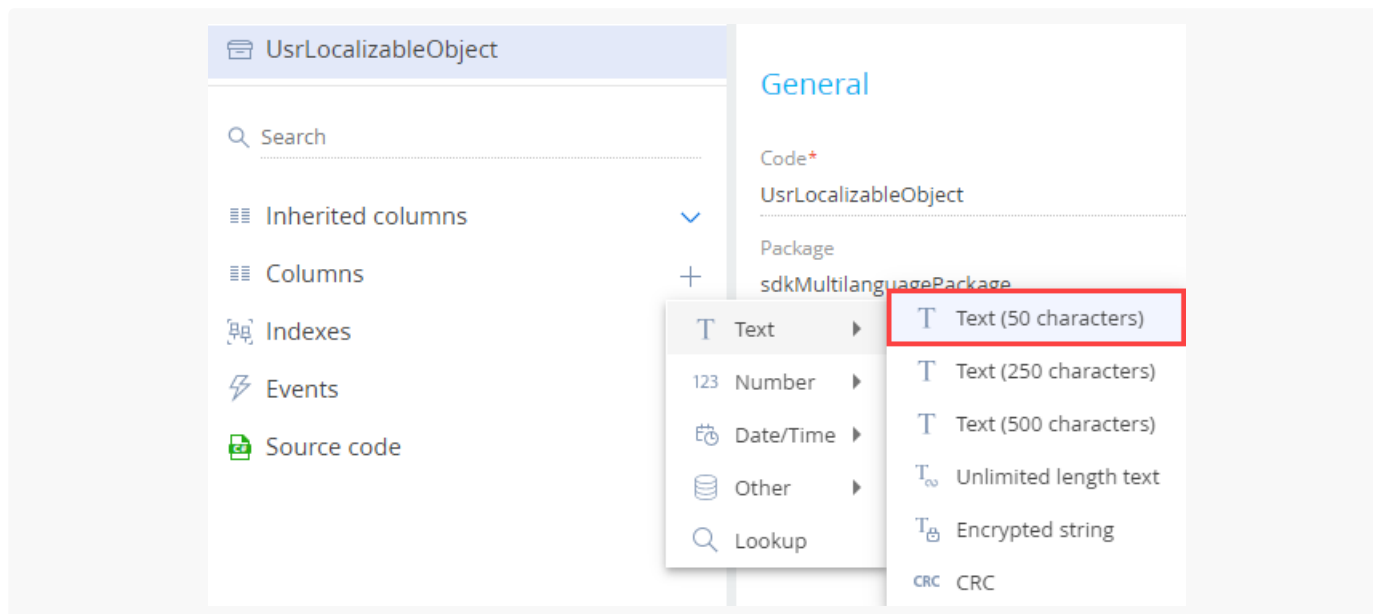 UsrLocalizableObject
Search
Inherited columns
Columns
Indexes
Events
Source code
General
Code*
UsrLocalizableObject
Package
sdkMultilanguagePackage
T Text
123 Number
Date/Time
Other
Lookup
T Text (50 characters)
T Text (250 characters)
T Text (500 characters)
T Unlimited length text
T Encrypted string
CRC CRC